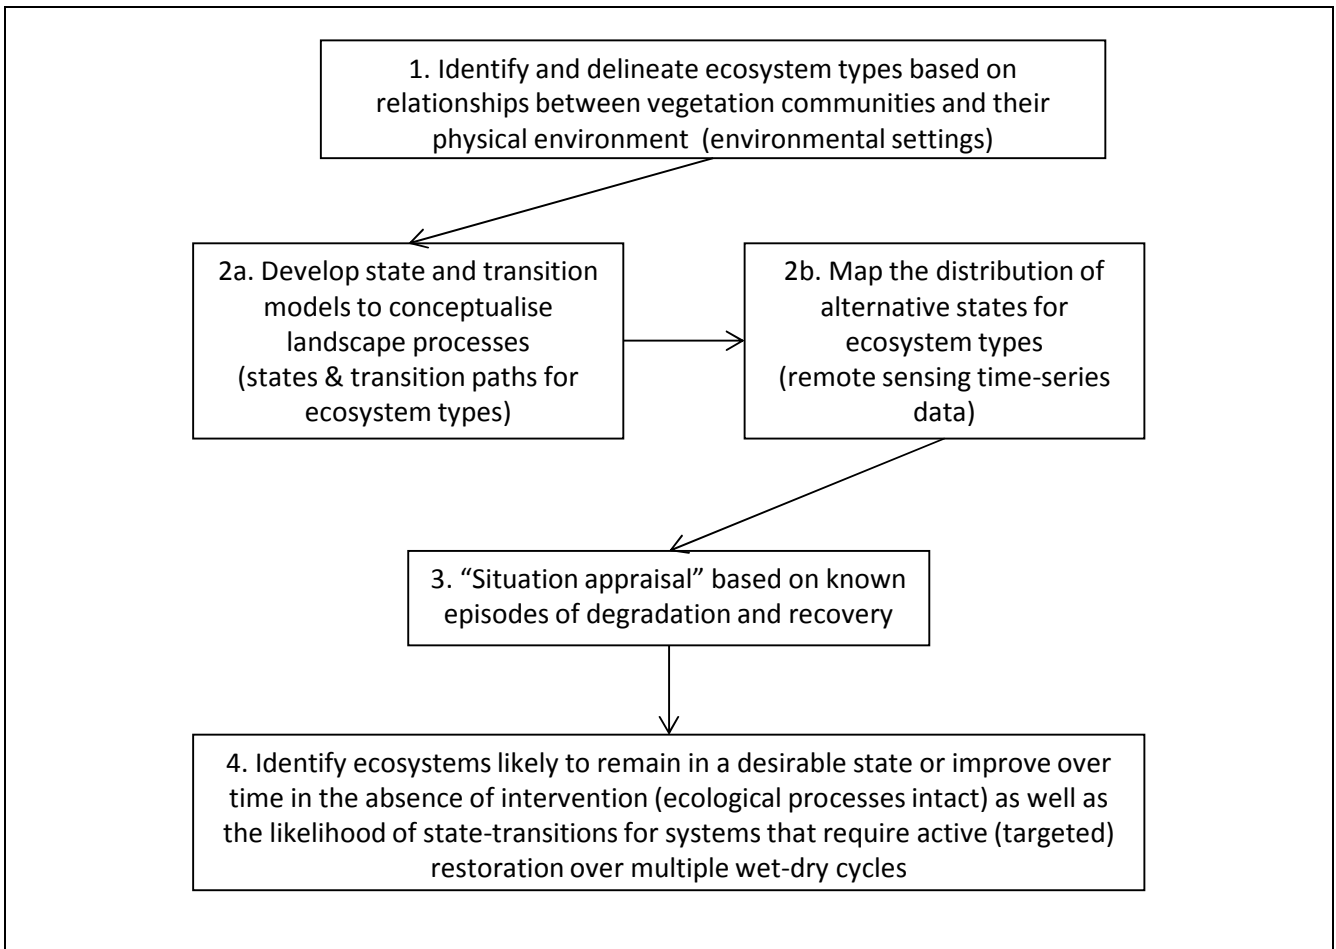 1. Identify and delineate ecosystem types based on
relationships between vegetation communities and their
physical environment (environmental settings)
2a. Develop state and transition
models to conceptualise
landscape processes
(states & transition paths for
ecosystem types)
2b. Map the distribution of
alternative states for
ecosystem types
(remote sensing time-series
data)
3. “Situation appraisal” based on known
episodes of degradation and recovery
4. Identify ecosystems likely to remain in a desirable state or improve over
time in the absence of intervention (ecological processes intact) as well as
the likelihood of state-transitions for systems that require active (targeted)
restoration over multiple wet-dry cycles